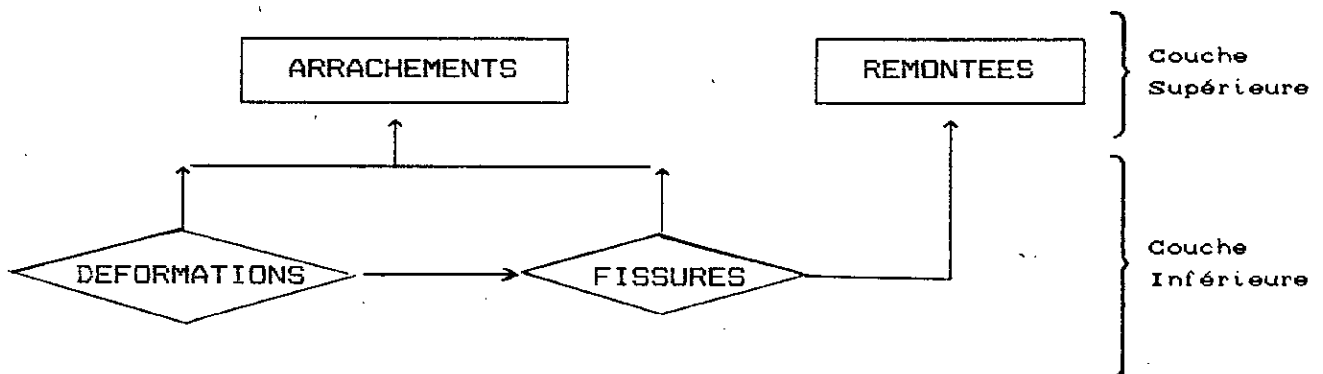 ARRACHEMENTS
REMONTEES
Couche
Supérieure
DEFORMATIONS
FISSURES
Couche
Inférieure